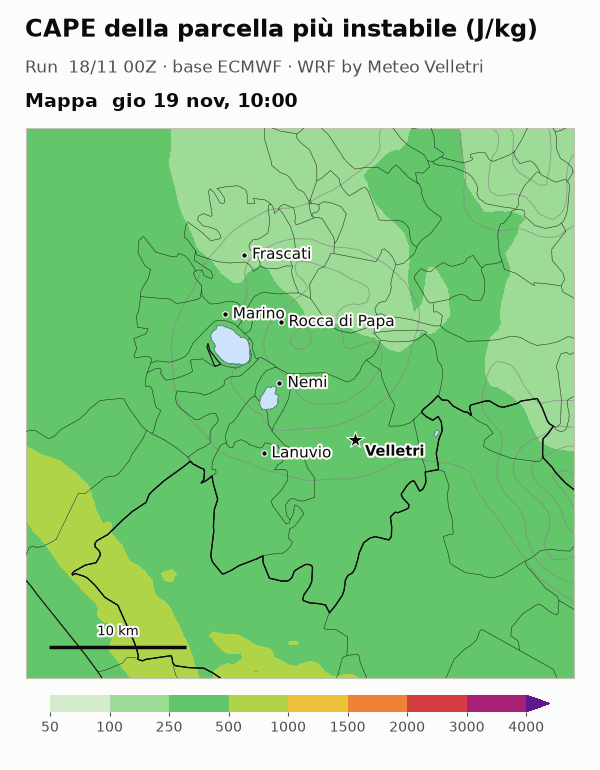 CAPE della parcella più instabile (J/kg)
Run  18/11 00Z · base ECMWF · WRF by Meteo Velletri
Mappa  gio 19 nov, 10:00
Frascati
Marino
Rocca di Papa
Nemi
Velletri
Lanuvio
10 km
50 100 250 500 1000 1500 2000 3000 4000